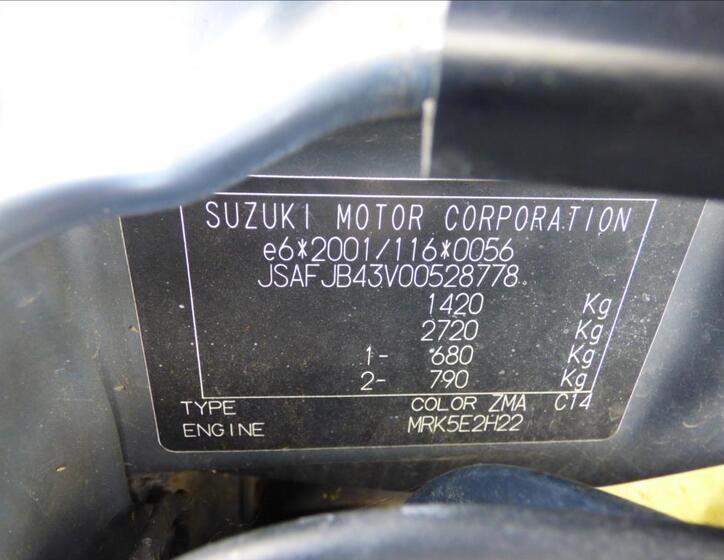 SUZUKI MOTOR CORPORATION
e6*2001/116*0056
JSAFJB43V00528778
1420 Kg
2720 Kg
1- 680 Kg
2- 790 Kg
TYPE COLOR ZMA C14
ENGINE MRK5E2H22